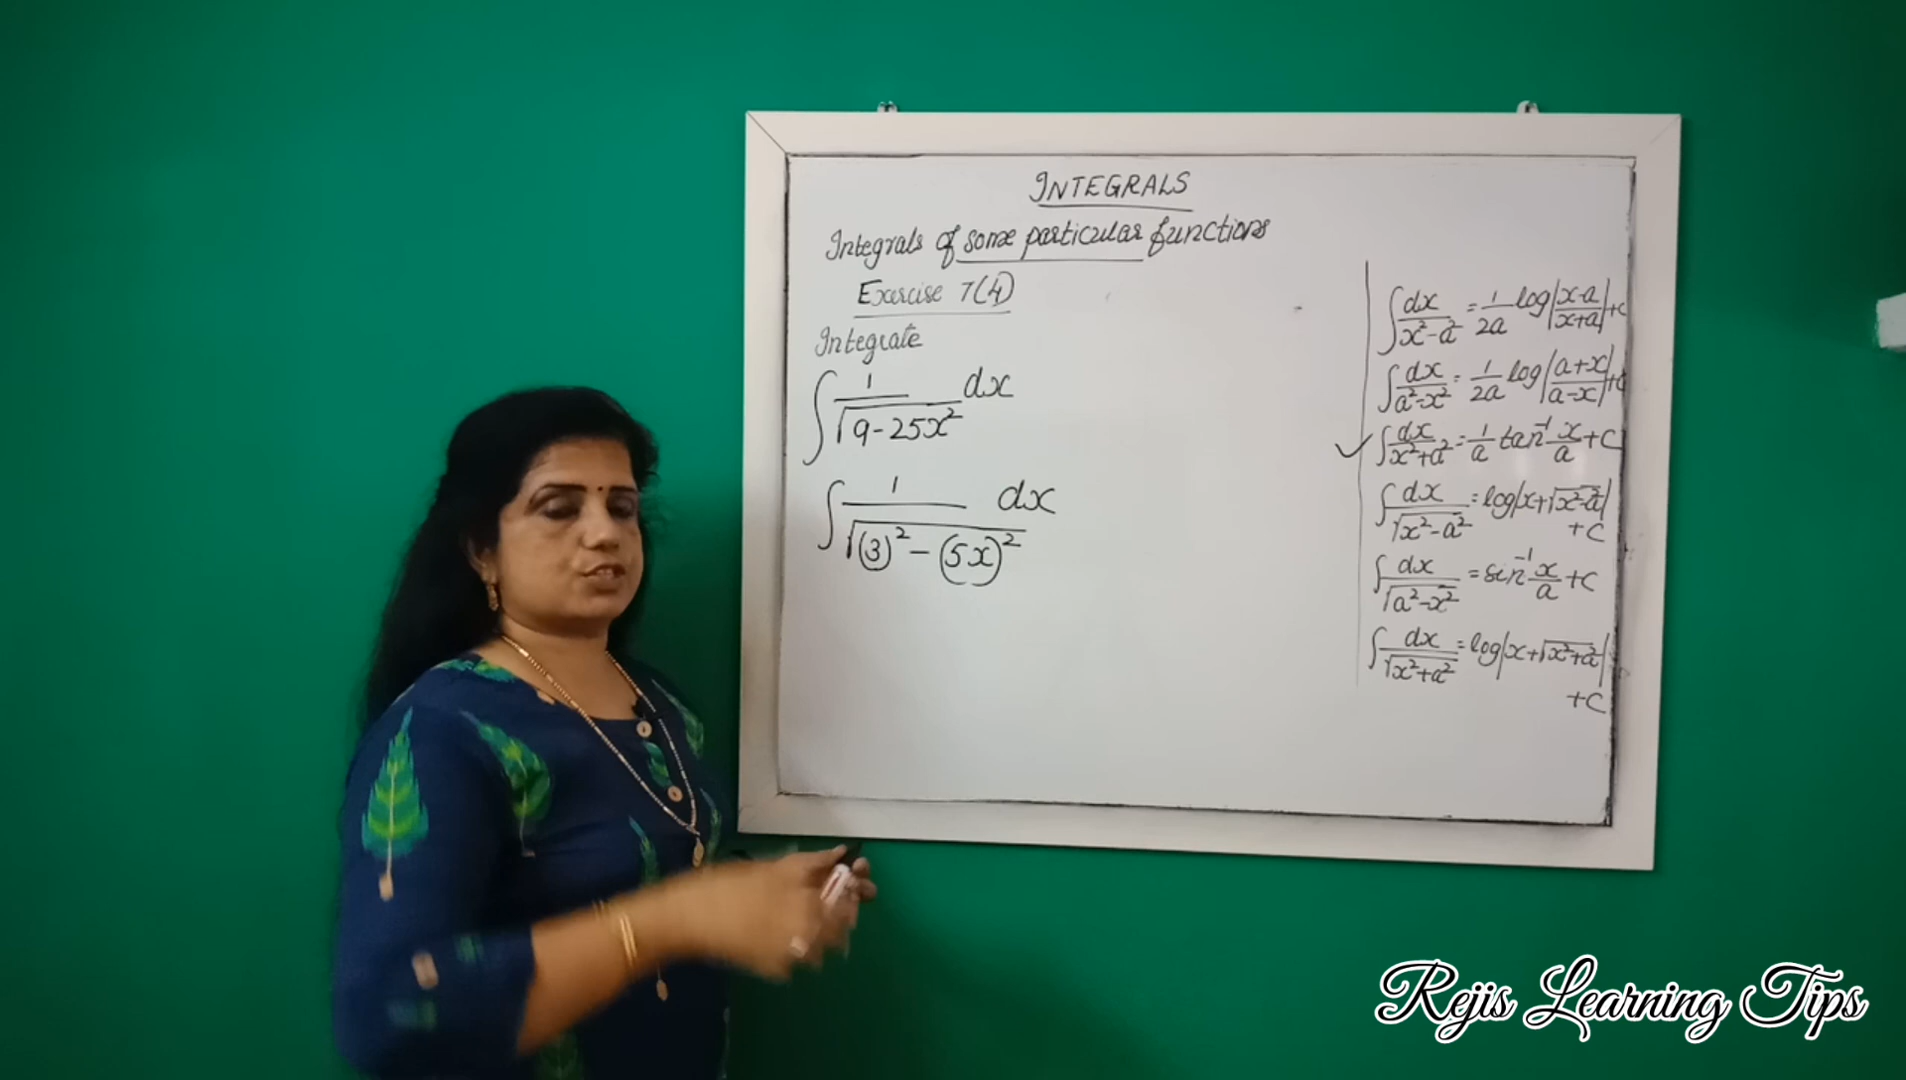 INTEGRALS
Integrals of some particular functions
Exercise 7(4)
Integrate
∫ 1/√(9-25x²) dx
∫ 1/√((3)² - (5x)²) dx
∫ dx/(x²-a²) = 1/2a log|(x-a)/(x+a)|+c
∫ dx/(a²-x²) = 1/2a log|(a+x)/(a-x)|+c
✓ ∫ dx/(x²+a²) = 1/a tan⁻¹ x/a + C
∫ dx/√(x²-a²) = log|x+√(x²-a²)|
+C
∫ dx/√(a²-x²) = sin⁻¹ x/a + C
∫ dx/√(x²+a²) = log|x+√(x²+a²)|
+C
Rejis Learning Tips